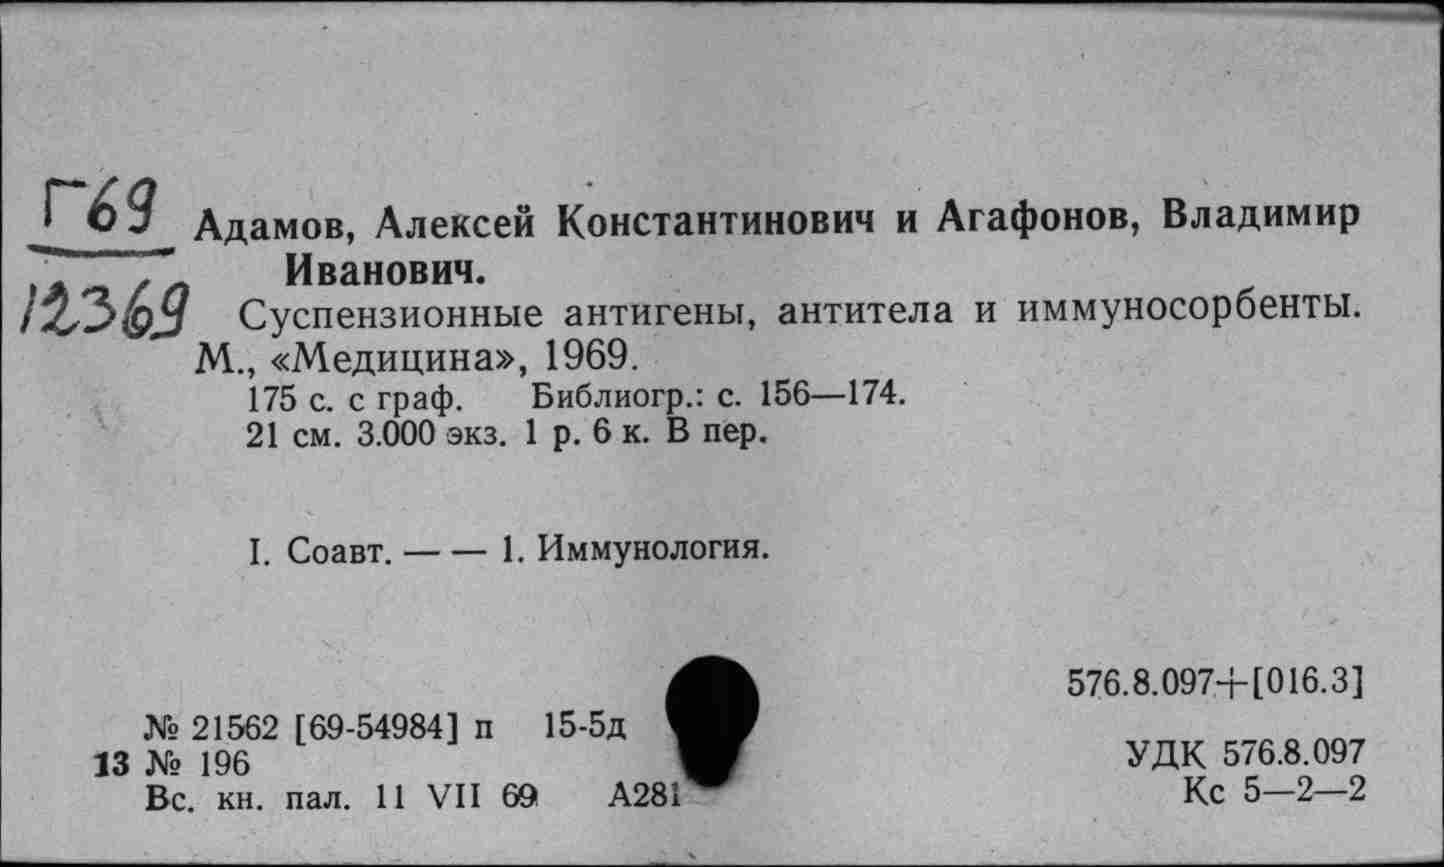 Г69
12369
Адамов, Алексей Константинович и Агафонов, Владимир
Иванович.
Суспензионные антигены, антитела и иммуносорбенты.
М., «Медицина», 1969.
175 с. с граф. Библиогр.: с. 156—174.
21 см. 3.000 экз. 1 р. 6 к. В пер.
I. Соавт. — — 1. Иммунология.
576.8.097+[016.3]
№ 21562 [69-54984] п 15-5д
13 № 196
УДК 576.8.097
Вс. кн. пал. 11 VII 69 А281
Кс 5—2—2